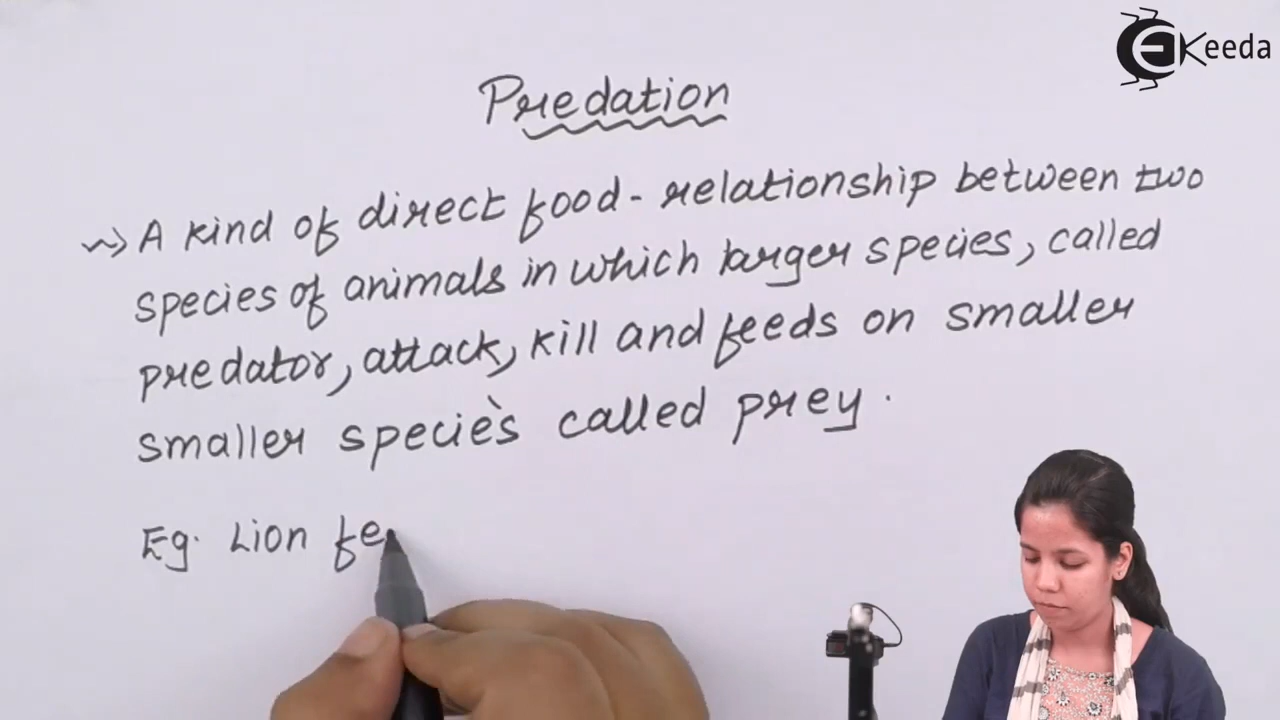 Keeda
Predation
A kind of direct food-relationship between two
species of animals in which larger species, called
predator, attack, kill and feeds on smaller
smaller species called prey.
Eg. Lion fe